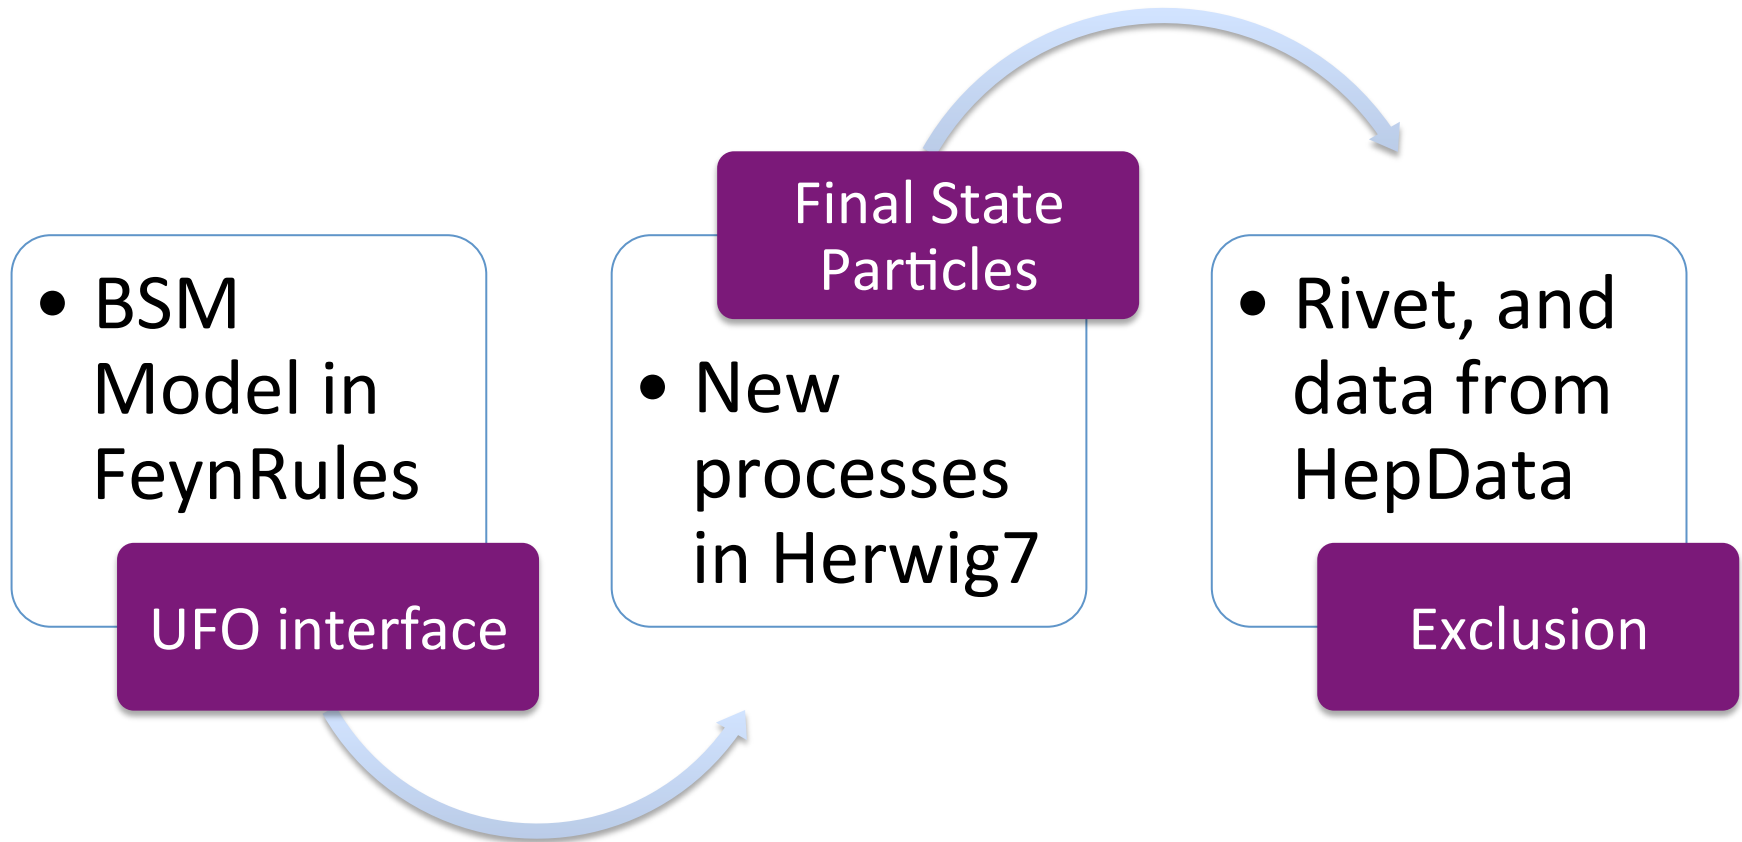 • BSM
Model in
FeynRules
UFO interface
Final State
Particles
• New
processes
in Herwig7
• Rivet, and
data from
HepData
Exclusion